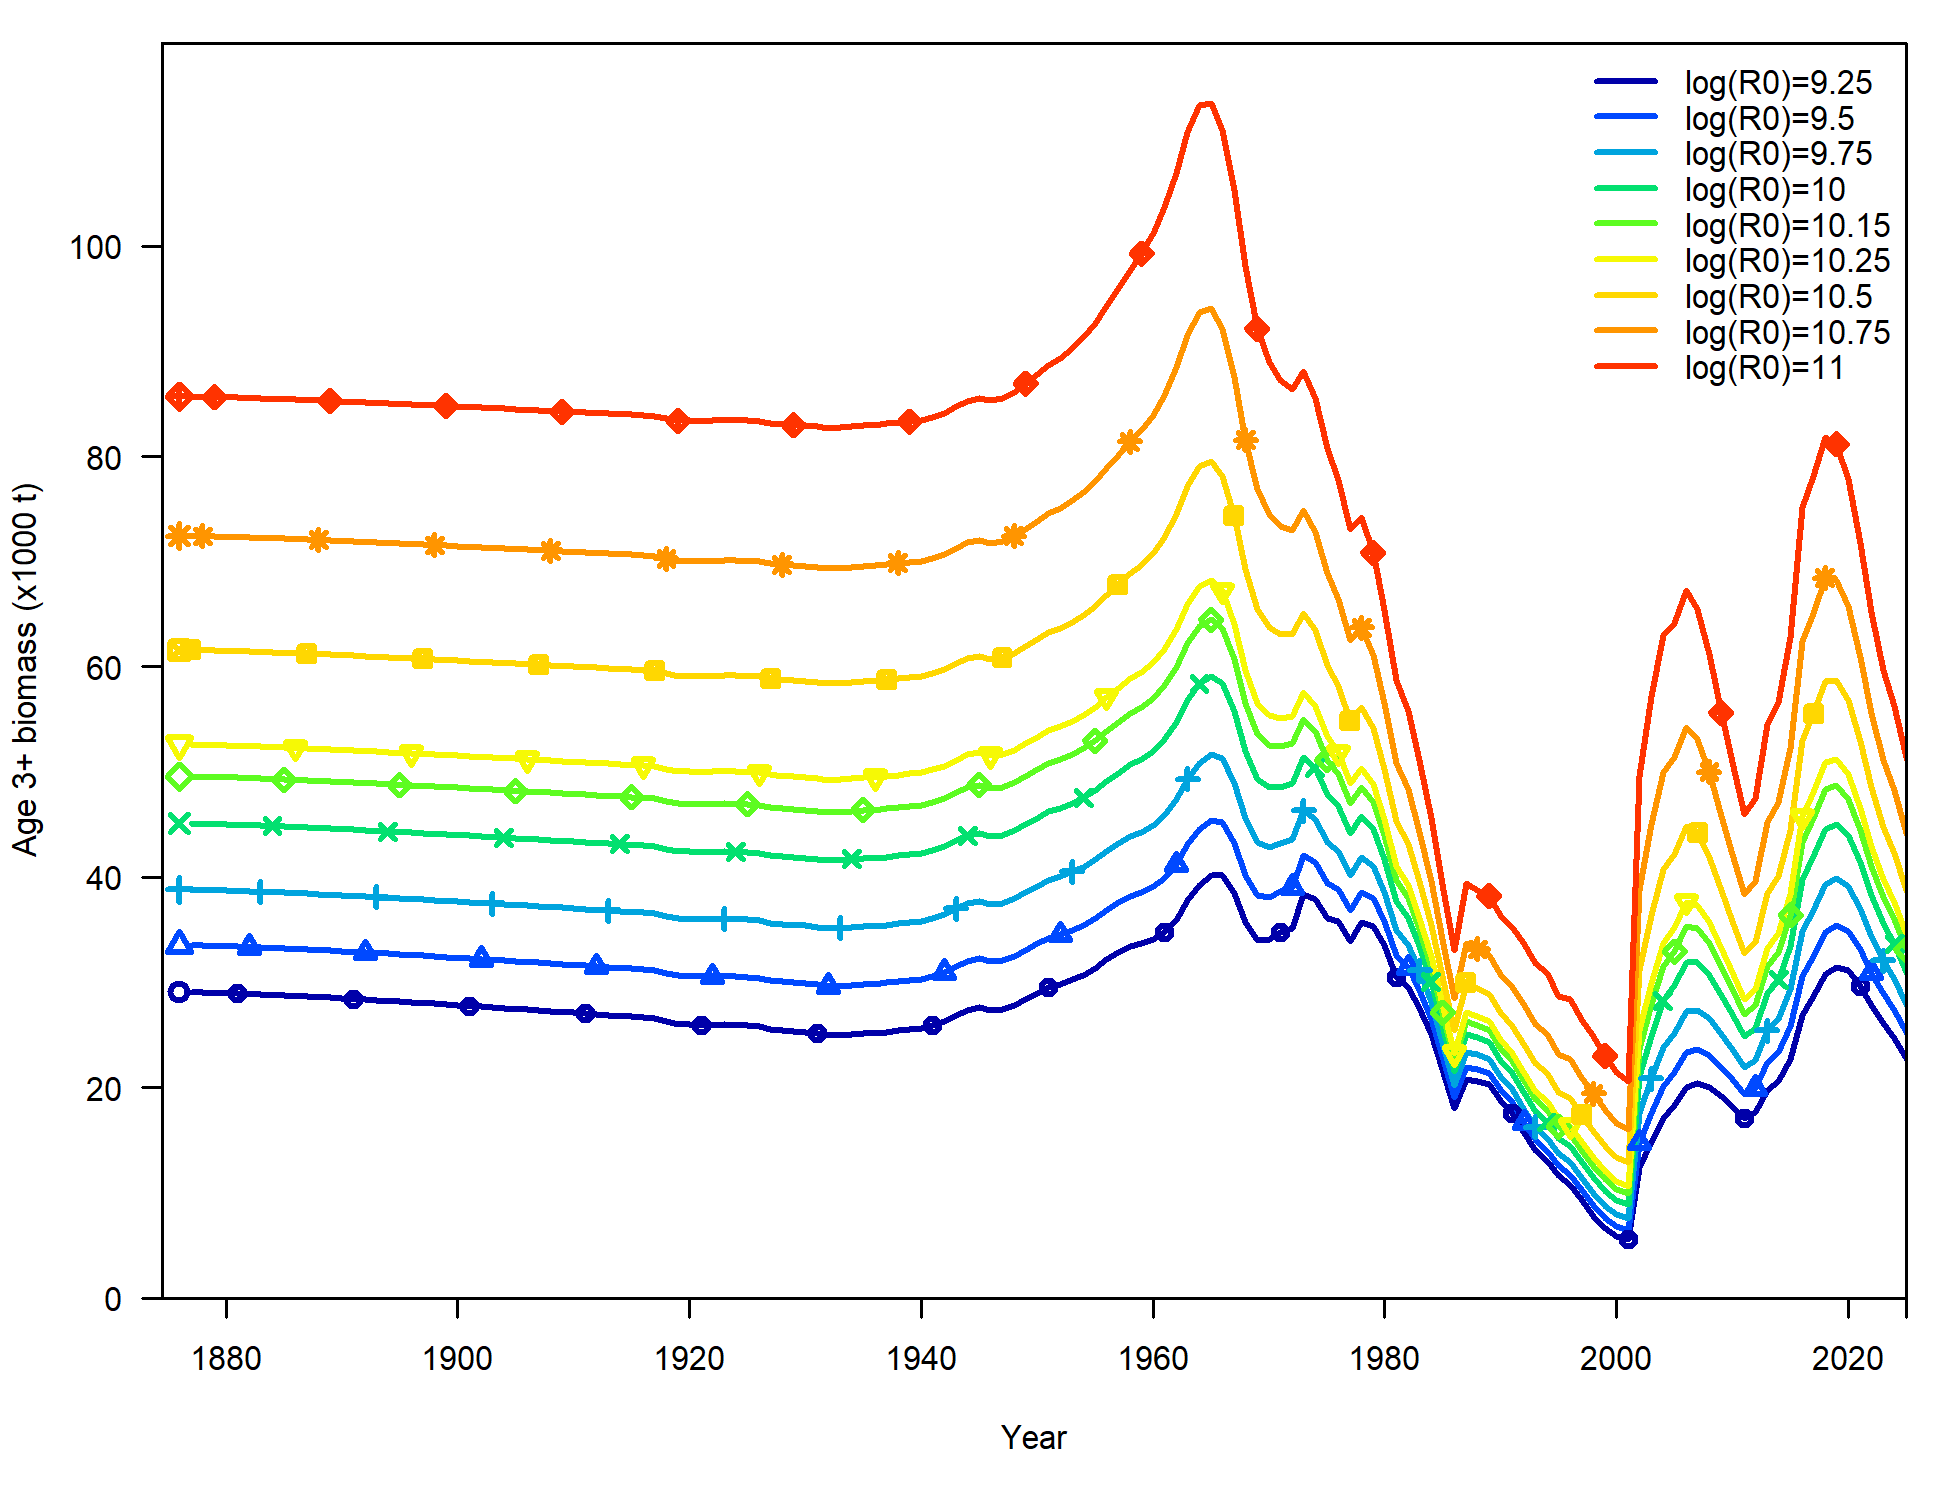 log(R0)=9.25
log(R0)=9.5
log(R0)=9.75
log(R0)=10
log(R0)=10.15
log(R0)=10.25
log(R0)=10.5
log(R0)=10.75
log(R0)=11
Age 3+ biomass (x1000 t)
100
80
60
40
20
0
1880 1900 1920 1940 1960 1980 2000 2020
Year